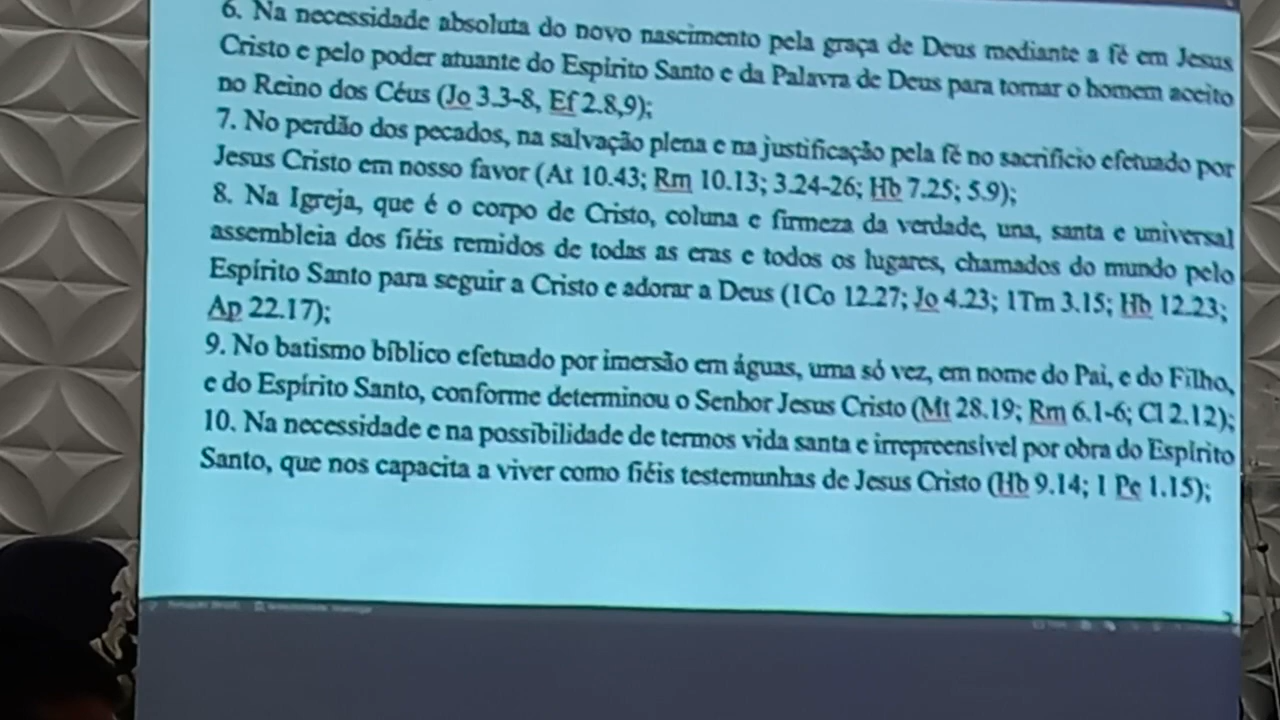 6. Na necessidade absoluta do novo nascimento pela graça de Deus mediante a fé em Jesus
Cristo e pelo poder atuante do Espírito Santo e da Palavra de Deus para tornar o homem aceito
no Reino dos Céus (Jo 3.3-8, Ef 2.8,9);
7. No perdão dos pecados, na salvação plena e na justificação pela fé no sacrifício efetuado por
Jesus Cristo em nosso favor (At 10.43; Rm 10.13; 3.24-26; Hb 7.25; 5.9);
8. Na Igreja, que é o corpo de Cristo, coluna e firmeza da verdade, una, santa e universal
assembleia dos fiéis remidos de todas as eras e todos os lugares, chamados do mundo pelo
Espírito Santo para seguir a Cristo e adorar a Deus (1Co 12.27; Jo 4.23; 1Tm 3.15; Hb 12.23;
Ap 22.17);
9. No batismo bíblico efetuado por imersão em águas, uma só vez, em nome do Pai, e do Filho,
e do Espírito Santo, conforme determinou o Senhor Jesus Cristo (Mt 28.19; Rm 6.1-6; Cl 2.12);
10. Na necessidade e na possibilidade de termos vida santa e irrepreensível por obra do Espírito
Santo, que nos capacita a viver como fiéis testemunhas de Jesus Cristo (Hb 9.14; 1 Pe 1.15);